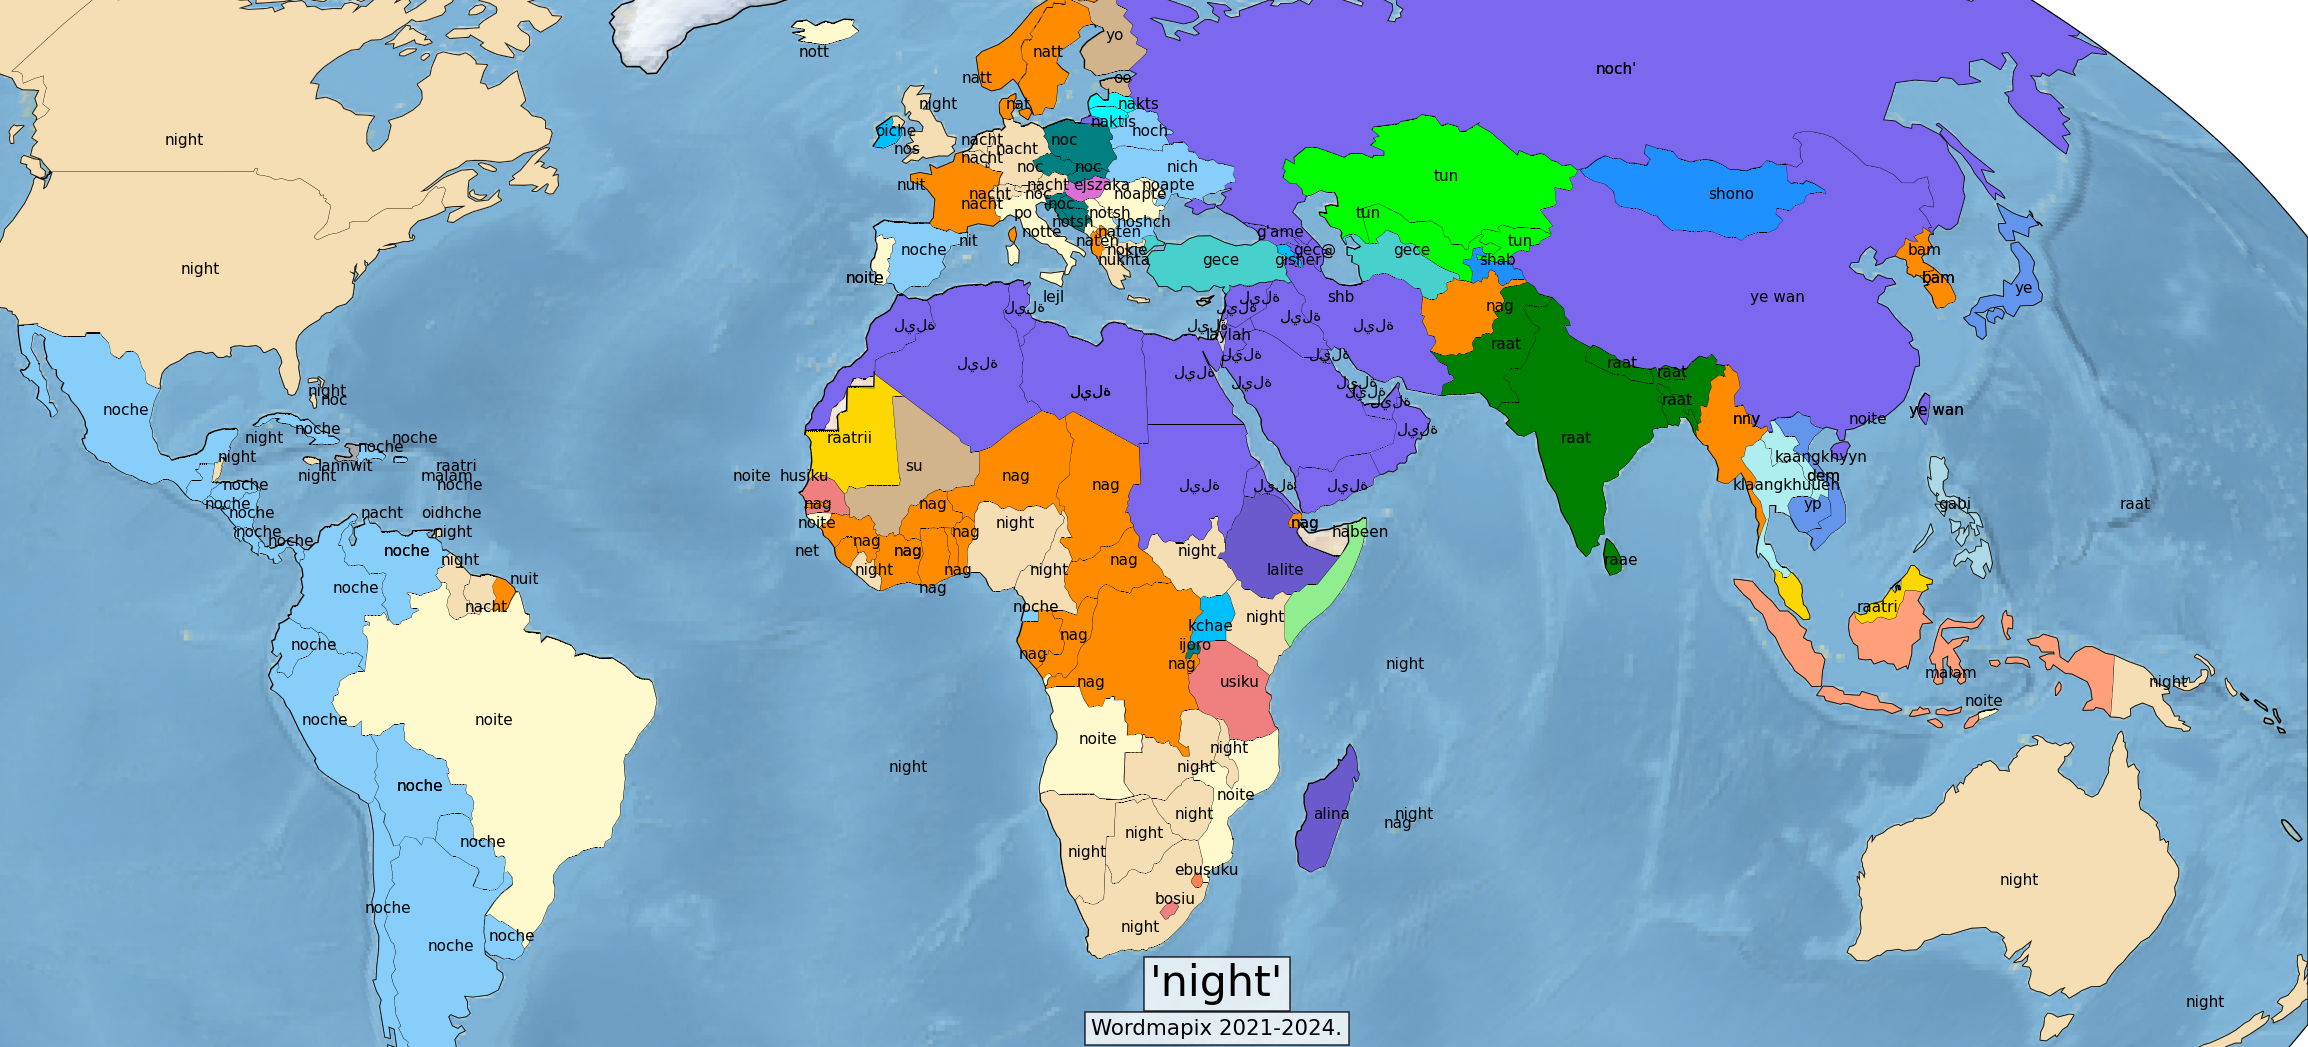 nott
yo
natt
noch'
natt
oo
night
nat
nakts
night
oiche
naktis
noch
nos
nacht
nacht
noc
nacht
noc
noc
nich
tun
nuit
nacht
ejszaka
noapte
shono
nacht
noc
noapte
nacht
noc
po
notsh
tun
notsh
noshch
notte
naten
g'ame
nit
naten
tun
noche
gece
gece
bam
night
nukhta
gisher
shab
noite
bam
ye
lejl
ليلة
shb
ye wan
ليلة
ليلة
nag
ليلة
ليلة
ليلة
ليلة
laylah
raat
ليلة
ليلة
ليلة
raat
ليلة
raat
ليلة
ليلة
night
ليلة
ليلة
noc
ليلة
raat
noche
ye wan
nny
noite
noche
ليلة
night
raatrii
noche
raat
noche
night
kaangkhyyn
lannwit
raatri
su
night
malam
noite
husiku
nag
dem
noche
noche
nag
ليلة
ليلة
ليلة
klaangkhuueh
noche
nag
nag
yp
gabi
raat
noche
nacht
oidhche
noite
night
nag
noche
night
nag
habeen
noche
nag
noche
net
nag
night
night
nag
raae
night
nag
night
lalite
nuit
noche
nag
nacht
noche
night
raatri
kchae
nag
noche
ijoro
nag
nag
night
malam
nag
usiku
night
noite
noche
noite
noite
night
night
night
noche
noite
night
alina
night
nag
night
noche
night
ebusuku
night
bosiu
noche
night
noche
noche
'night'
night
Wordmapix 2021-2024.